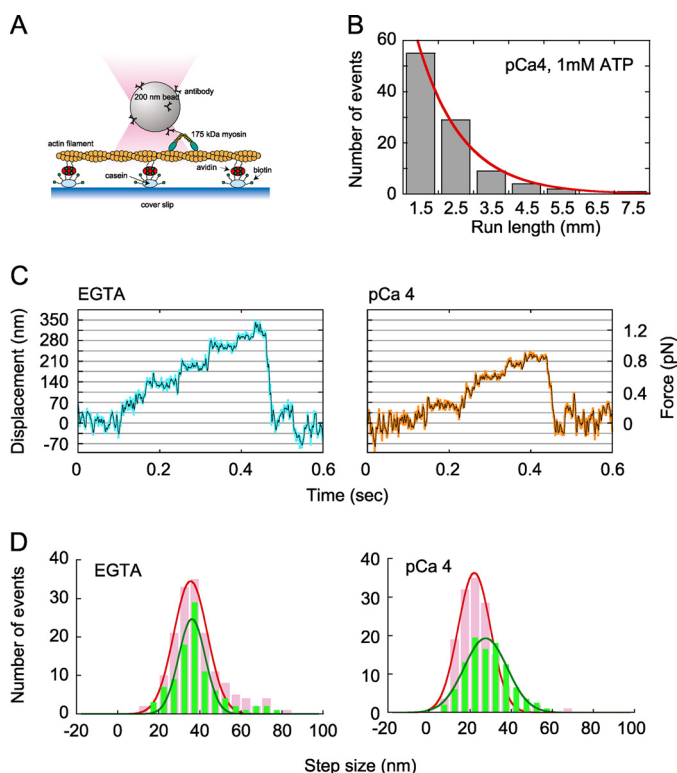 A
200 nm bead
antibody
175 kDa myosin
actin filament
avidin
biotin
casein
cover slip
B
pCa4, 1mM ATP
Number of events
60
40
20
0
1.5 2.5 3.5 4.5 5.5 6.5 7.5
Run length (mm)
C
EGTA
Displacement (nm)
350
280
210
140
70
0
-70
0 0.2 0.4 0.6
pCa 4
1.2
0.8
0.4
0
Force (pN)
0.2 0.4 0.6
Time (sec)
D
EGTA
Number of events
40
30
20
10
0
-20 0 20 40 60 80 100
pCa 4
40
30
20
10
0
-20 0 20 40 60 80 100
Step size (nm)